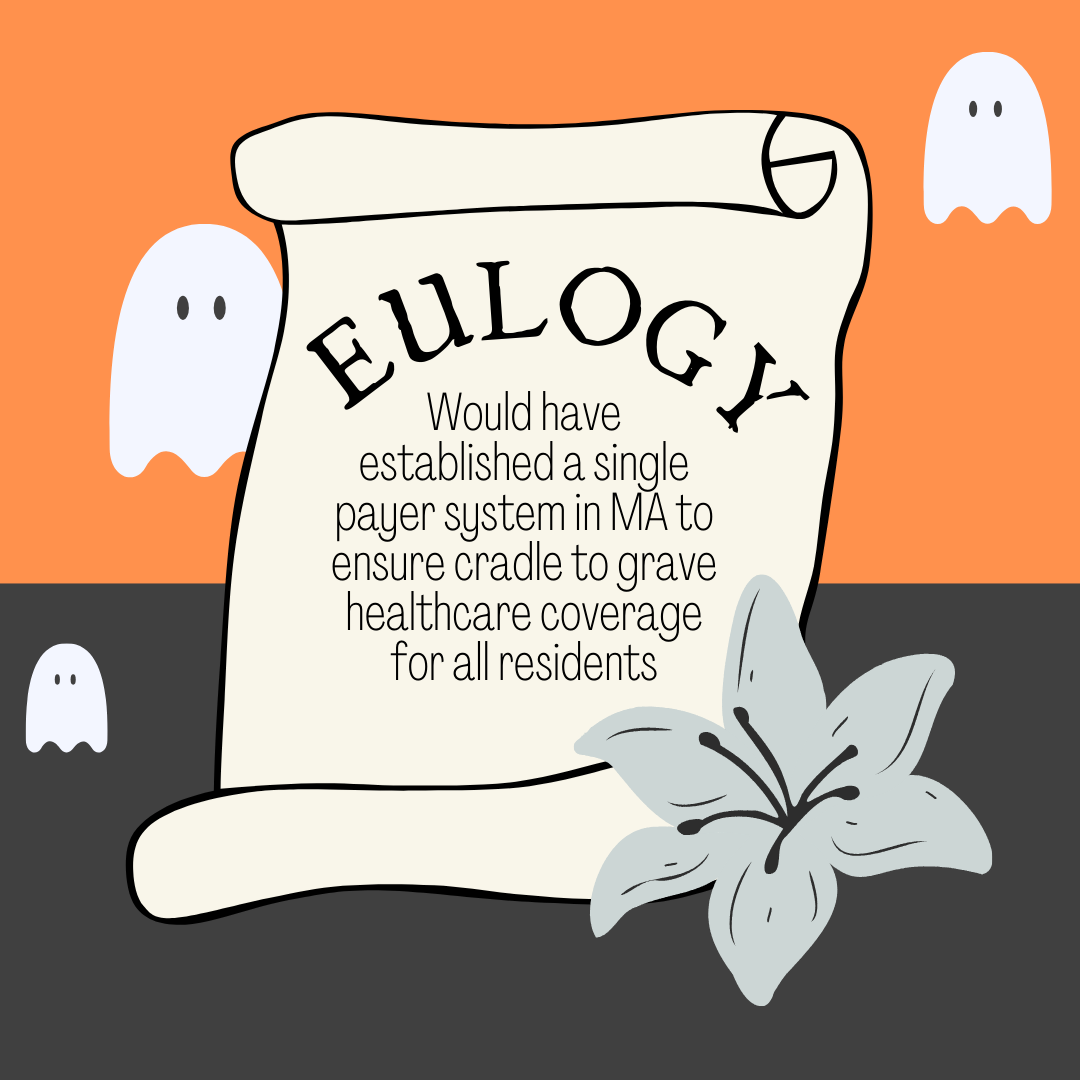 EULOGY
Would have
established a single
payer system in MA to
ensure cradle to grave
healthcare coverage
for all residents